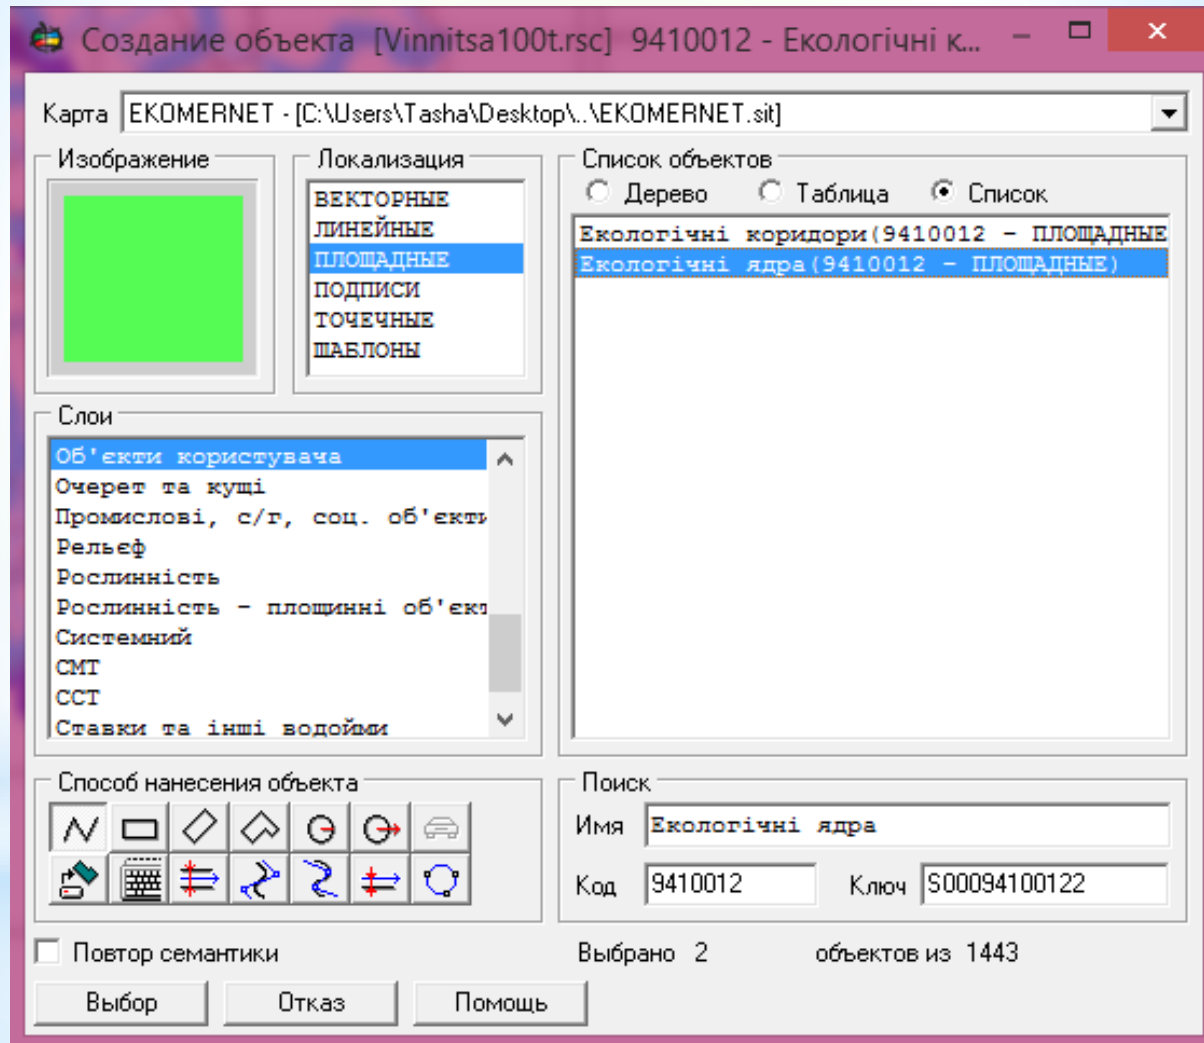 Создание объекта [Vinnitsa100t.rsc] 9410012 - Екологічні к...
Карта EKOMERNET - [C:\Users\Tasha\Desktop\..\EKOMERNET.sit]
Изображение
Локализация
ВЕКТОРНЫЕ
ЛИНЕЙНЫЕ
ПЛОЩАДНЫЕ
ПОДПИСИ
ТОЧЕЧНЫЕ
ШАБЛОНЫ
Список объектов
Дерево Таблица Список
Екологічні коридори(9410012 - ПЛОЩАДНЫЕ
Екологічні ядра(9410012 - ПЛОЩАДНЫЕ)
Слои
Об'єкти користувача
Очерет та кущі
Промислові, с/г, соц. об'єкти
Рельєф
Рослинність
Рослинність - площинні об'єкт
Системний
СМТ
ССТ
Ставки та інші водойми
Способ нанесения объекта
Поиск
Имя Екологічні ядра
Код 9410012 Ключ S00094100122
Повтор семантики
Выбрано 2 объектов из 1443
Выбор Отказ Помощь